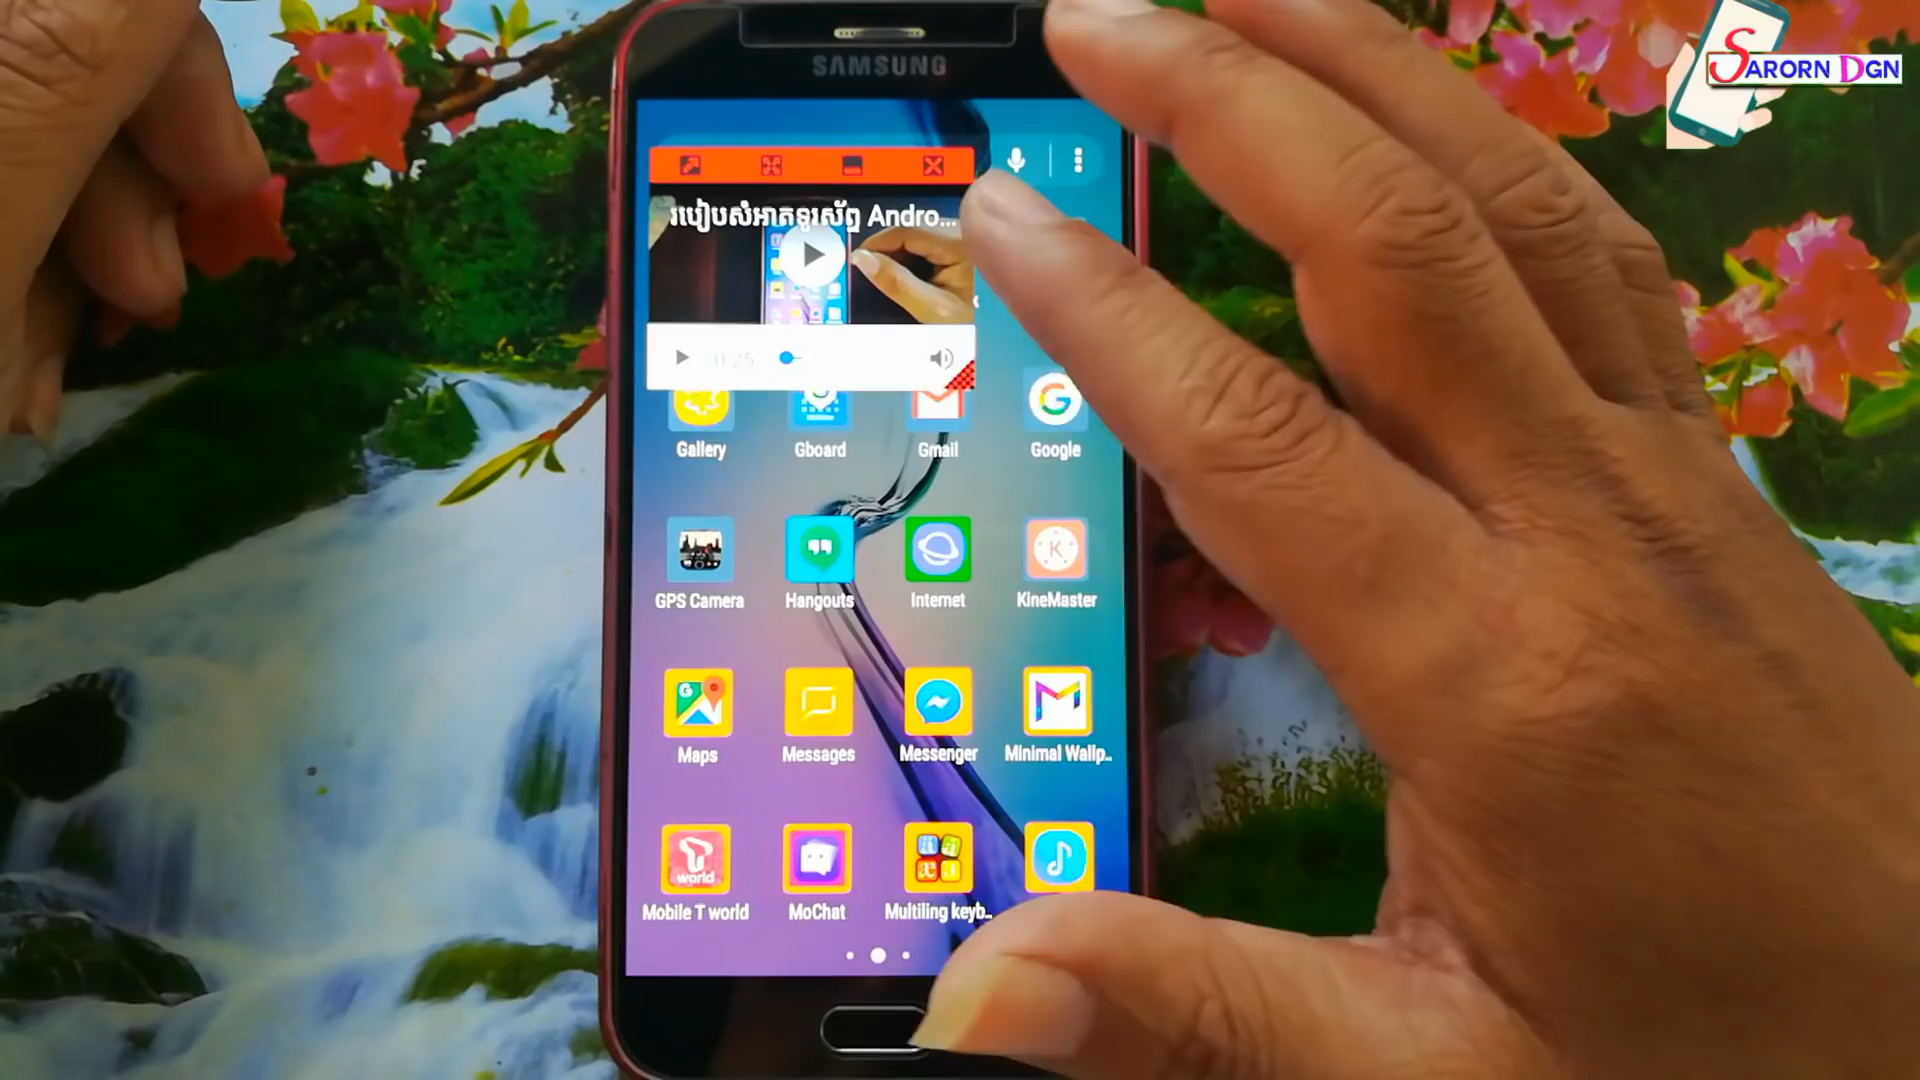 SAMSUNG
SARORN DGN
របៀបសំអាតទូរស័ព្ទ Andro...
Gallery
Gboard
Gmail
Google
GPS Camera
Hangouts
Internet
KineMaster
K
G
Maps
Messages
Messenger
Minimal Wallp..
world
Mobile T world
MoChat
Multiling keyb..